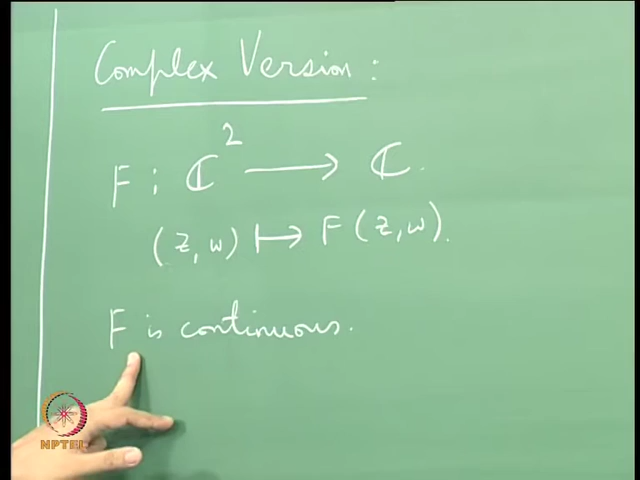 Complex Version:
F : ℂ² ⟶ ℂ.
(z, w) ⟼ F(z, w).
F is continuous.
NPTEL